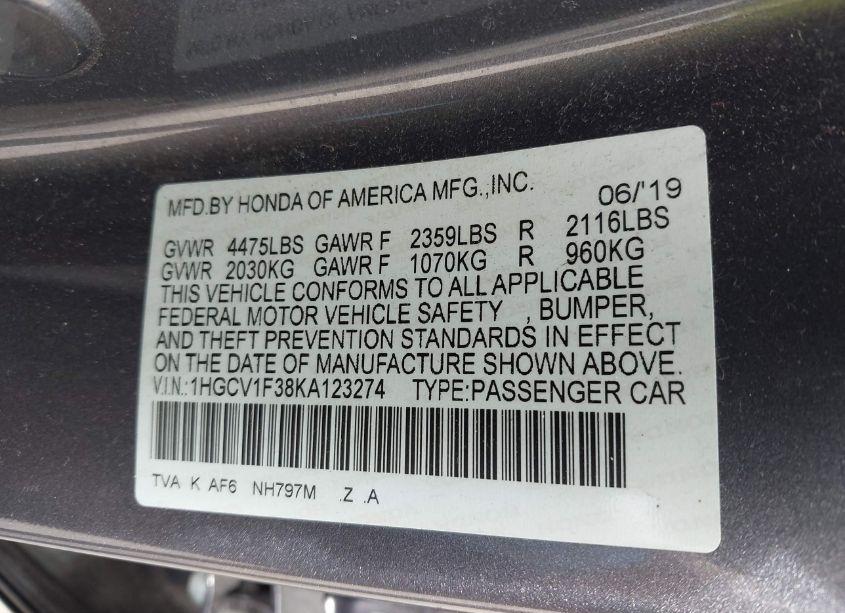 MFD.BY HONDA OF AMERICA MFG.,INC. 06/'19
GVWR 4475LBS GAWR F 2359LBS R 2116LBS
GVWR 2030KG GAWR F 1070KG R 960KG
THIS VEHICLE CONFORMS TO ALL APPLICABLE
FEDERAL MOTOR VEHICLE SAFETY , BUMPER,
AND THEFT PREVENTION STANDARDS IN EFFECT
ON THE DATE OF MANUFACTURE SHOWN ABOVE.
V.I.N.:1HGCV1F38KA123274 TYPE:PASSENGER CAR
TVA K AF6 NH797M .Z .A